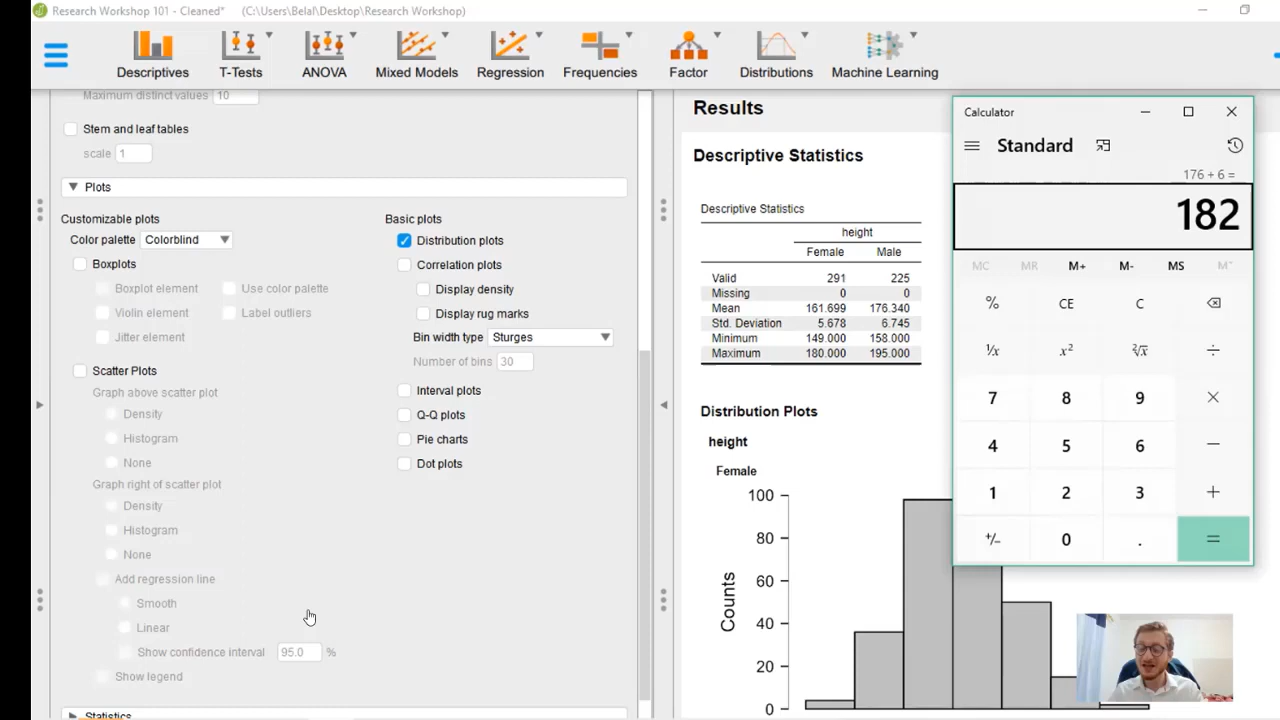 Research Workshop 101 - Cleaned* (C:\Users\Belal\Desktop\Research Workshop)
Descriptives T-Tests ANOVA Mixed Models Regression Frequencies Factor Distributions Machine Learning
Maximum distinct values 10
Stem and leaf tables
scale 1
Plots
Customizable plots
Color palette Colorblind
Boxplots
Boxplot element Use color palette
Violin element Label outliers
Jitter element
Scatter Plots
Graph above scatter plot
Density
Histogram
None
Graph right of scatter plot
Density
Histogram
None
Add regression line
Smooth
Linear
Show confidence interval 95.0 %
Show legend
Statistics
Basic plots
Distribution plots
Correlation plots
Display density
Display rug marks
Bin width type Sturges
Number of bins 30
Interval plots
Q-Q plots
Pie charts
Dot plots
Results
Descriptive Statistics
Descriptive Statistics
height
Female Male
Valid 291 225
Missing 0 0
Mean 161.699 176.340
Std. Deviation 5.678 6.745
Minimum 149.000 158.000
Maximum 180.000 195.000
Distribution Plots
height
Female
Counts
100
80
60
40
20
0
Calculator
Standard
176 + 6 =
182
MC MR M+ M- MS M˅
% CE C
⅟x x² ²√x ÷
7 8 9 ×
4 5 6 −
1 2 3 +
+/− 0 . =